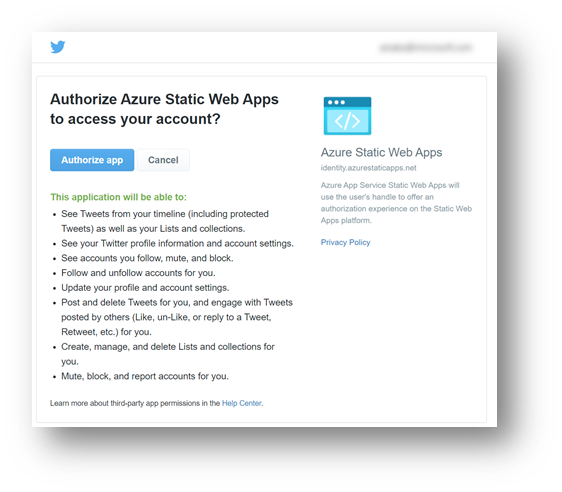 Authorize Azure Static Web Apps
to access your account?
Authorize app
Cancel
This application will be able to:
• See Tweets from your timeline (including protected
Tweets) as well as your Lists and collections.
• See your Twitter profile information and account settings.
• See accounts you follow, mute, and block.
• Follow and unfollow accounts for you.
• Update your profile and account settings.
• Post and delete Tweets for you, and engage with Tweets
posted by others (Like, un-Like, or reply to a Tweet,
Retweet, etc.) for you.
• Create, manage, and delete Lists and collections for
you.
• Mute, block, and report accounts for you.
Learn more about third-party app permissions in the Help Center.
</>
Azure Static Web Apps
identity.azurestaticapps.net
Azure App Service Static Web Apps will
use the user's handle to offer an
authorization experience on the Static Web
Apps platform.
Privacy Policy